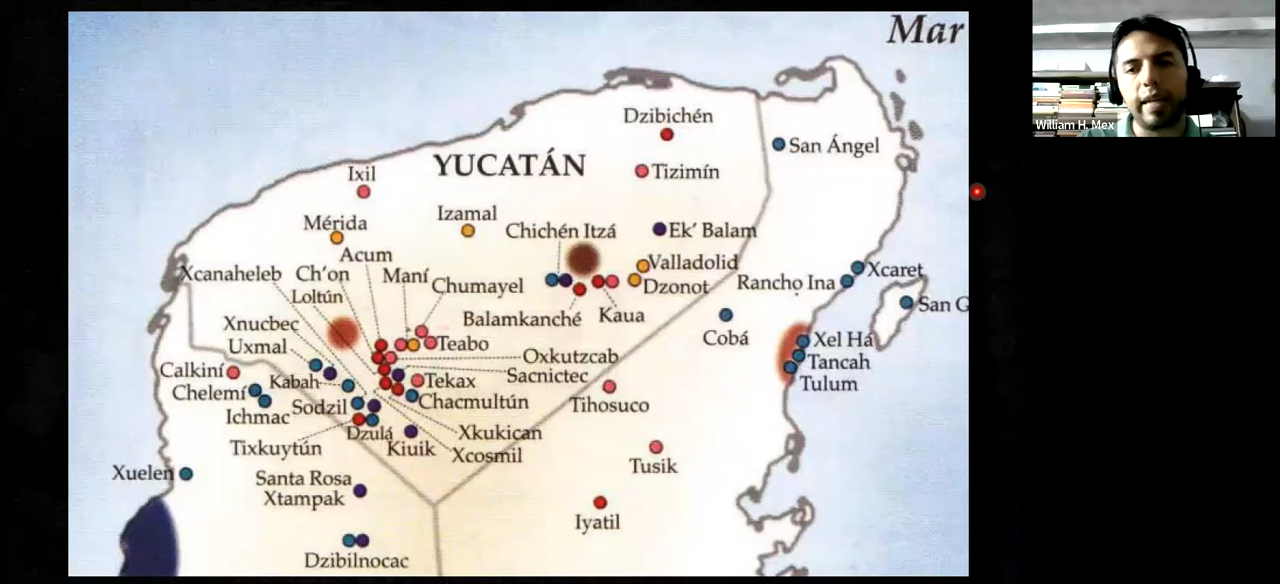 Mar
William H. Mex
Dzibichén
San Ángel
YUCATÁN
Tizimín
Ixil
Izamal
Mérida
Chichén Itzá
Ek' Balam
Acum
Valladolid
Xcanaheleb
Ch'on
Maní
Xcaret
Loltún
Chumayel
Dzonot
Rancho Ina
San G
Balamkanché
Kaua
Xnucbec
Cobá
Xel Há
Uxmal
Teabo
Oxkutzcab
Tancah
Calkiní
Kabah
Tekax
Sacnictec
Tulum
Chelemí
Sodzil
Chacmultún
Tihosuco
Ichmac
Dzulá
Xkukican
Tixkuytún
Kiuik
Xcosmil
Tusik
Xuelen
Santa Rosa
Xtampak
Iyatil
Dzibilnocac